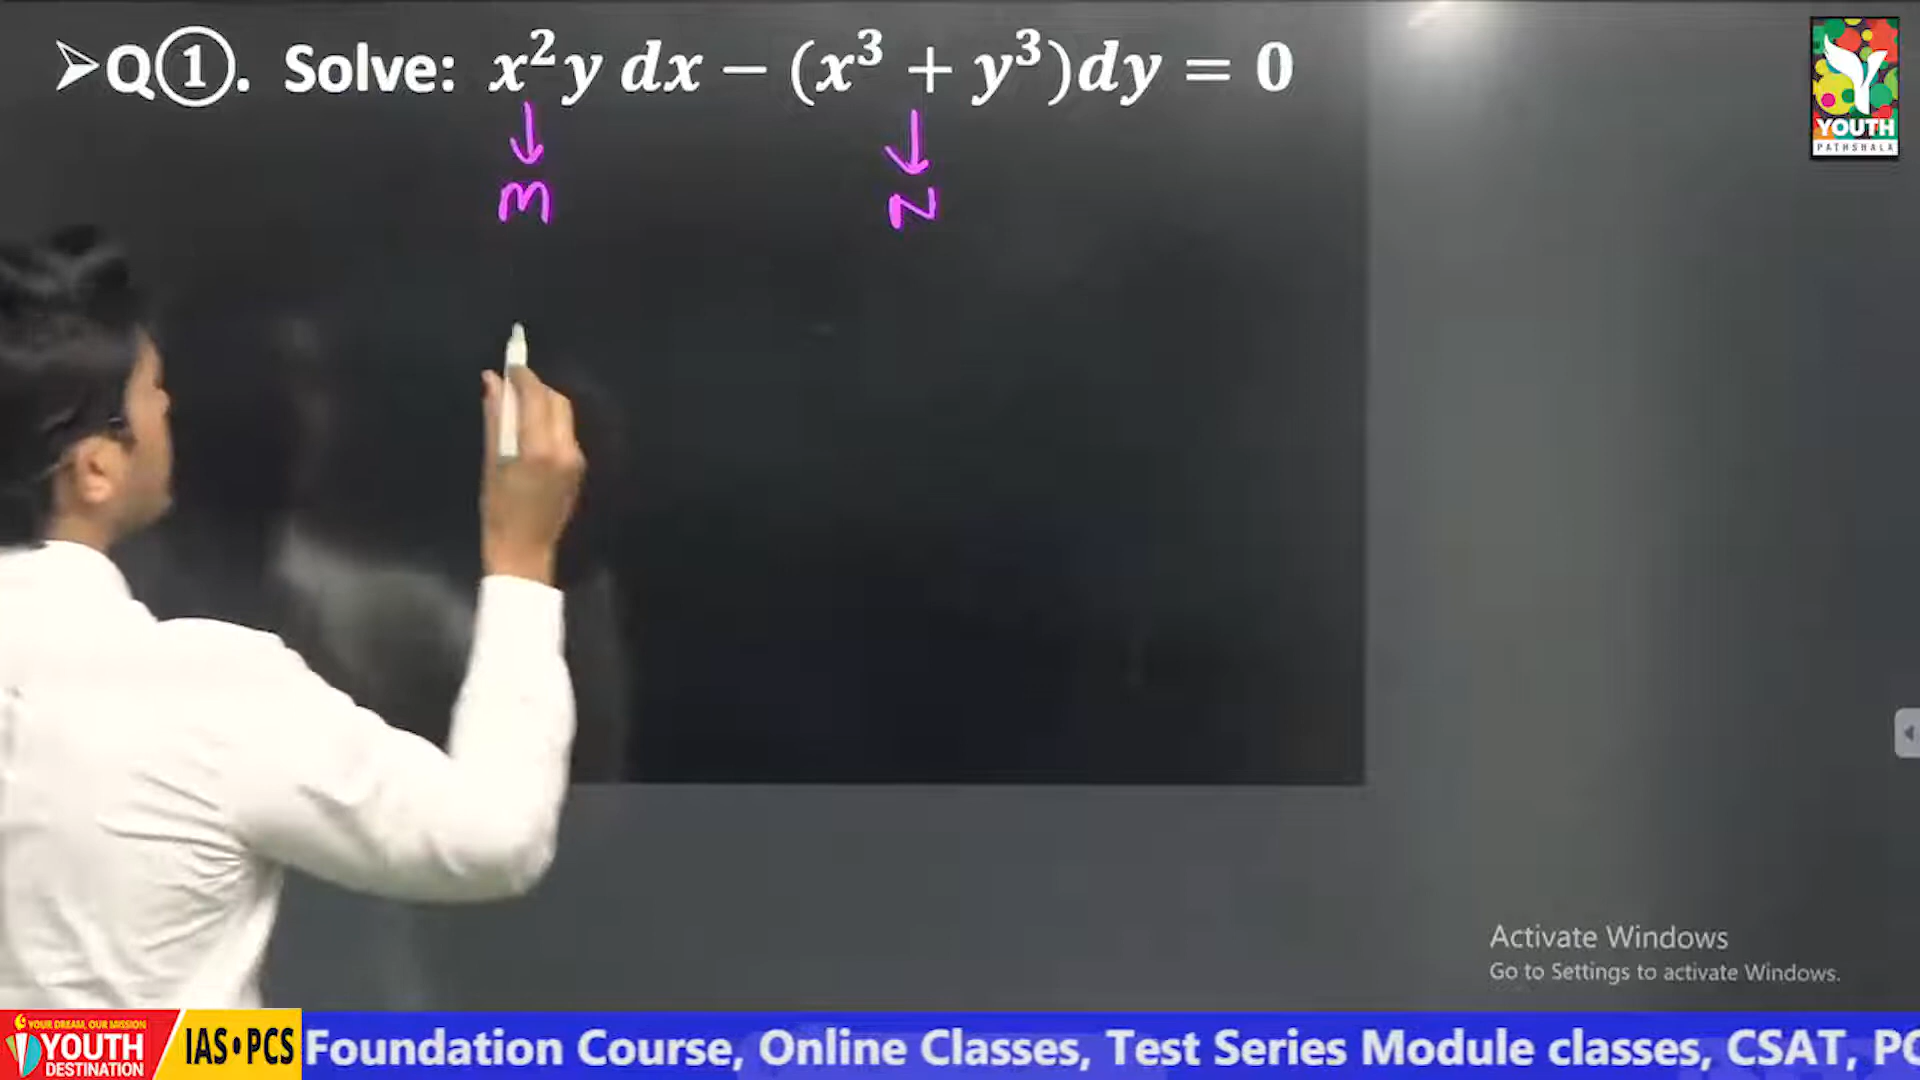 ➢Q①. Solve: x²y dx − (x³ + y³)dy = 0
↓ ↓
M N
YOUTH
PATHSHALA
Activate Windows
Go to Settings to activate Windows.
YOUR DREAM, OUR MISSION
YOUTH
DESTINATION
IAS•PCS
Foundation Course, Online Classes, Test Series Module classes, CSAT,